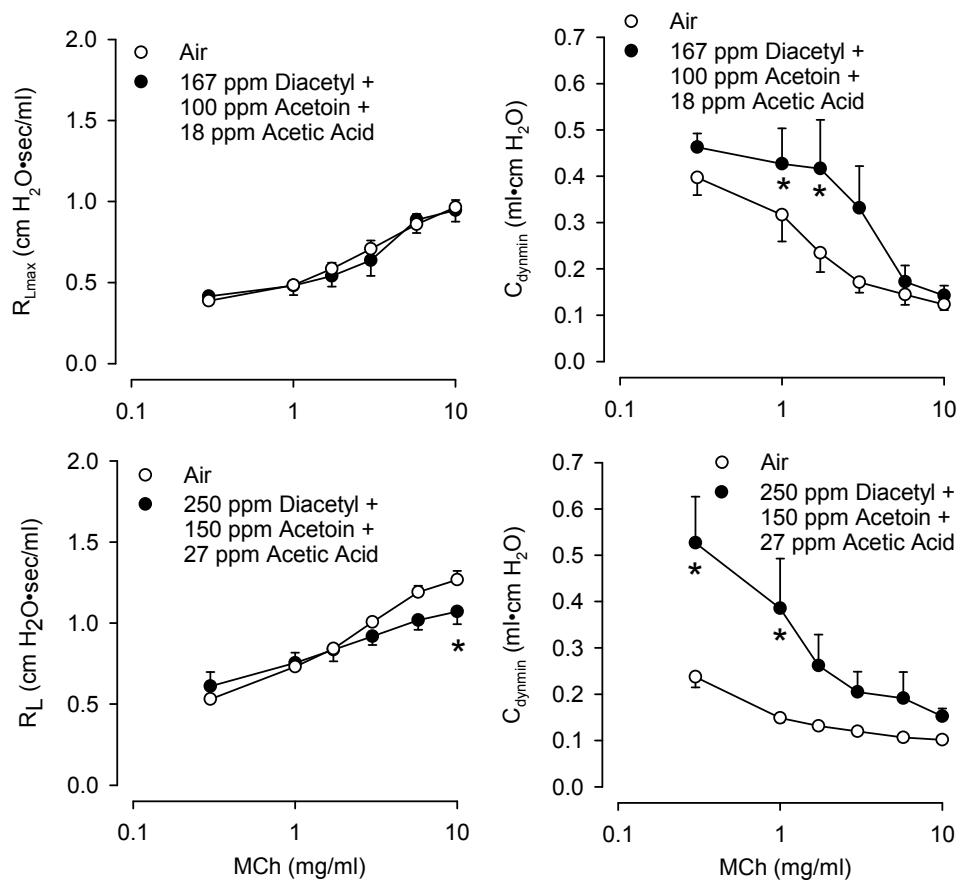 2.0
1.5
1.0
0.5
0.0
R_Lmax (cm H₂O•sec/ml)
Air
167 ppm Diacetyl +
100 ppm Acetoin +
18 ppm Acetic Acid
0.1
1
10
0.7
0.6
0.5
0.4
0.3
0.2
0.1
0.0
C_dynmin (ml•cm H₂O)
Air
167 ppm Diacetyl +
100 ppm Acetoin +
18 ppm Acetic Acid
*
*
0.1
1
10
2.0
1.5
1.0
0.5
0.0
R_L (cm H₂O•sec/ml)
Air
250 ppm Diacetyl +
150 ppm Acetoin +
27 ppm Acetic Acid
*
0.1
1
10
MCh (mg/ml)
0.7
0.6
0.5
0.4
0.3
0.2
0.1
0.0
C_dynmin (ml•cm H₂O)
Air
250 ppm Diacetyl +
150 ppm Acetoin +
27 ppm Acetic Acid
*
*
0.1
1
10
MCh (mg/ml)